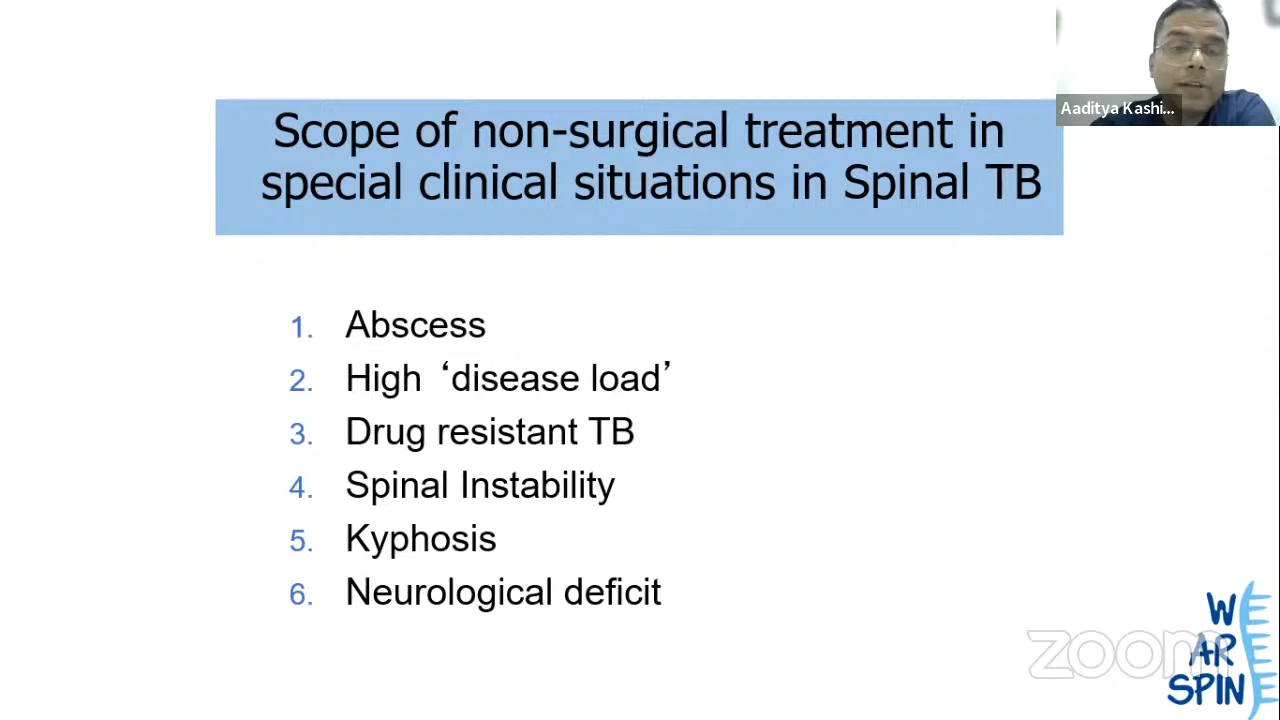 Aaditya Kashi...
Scope of non-surgical treatment in
special clinical situations in Spinal TB
1. Abscess
2. High ‘disease load’
3. Drug resistant TB
4. Spinal Instability
5. Kyphosis
6. Neurological deficit
zoom
WE
AR
SPIN